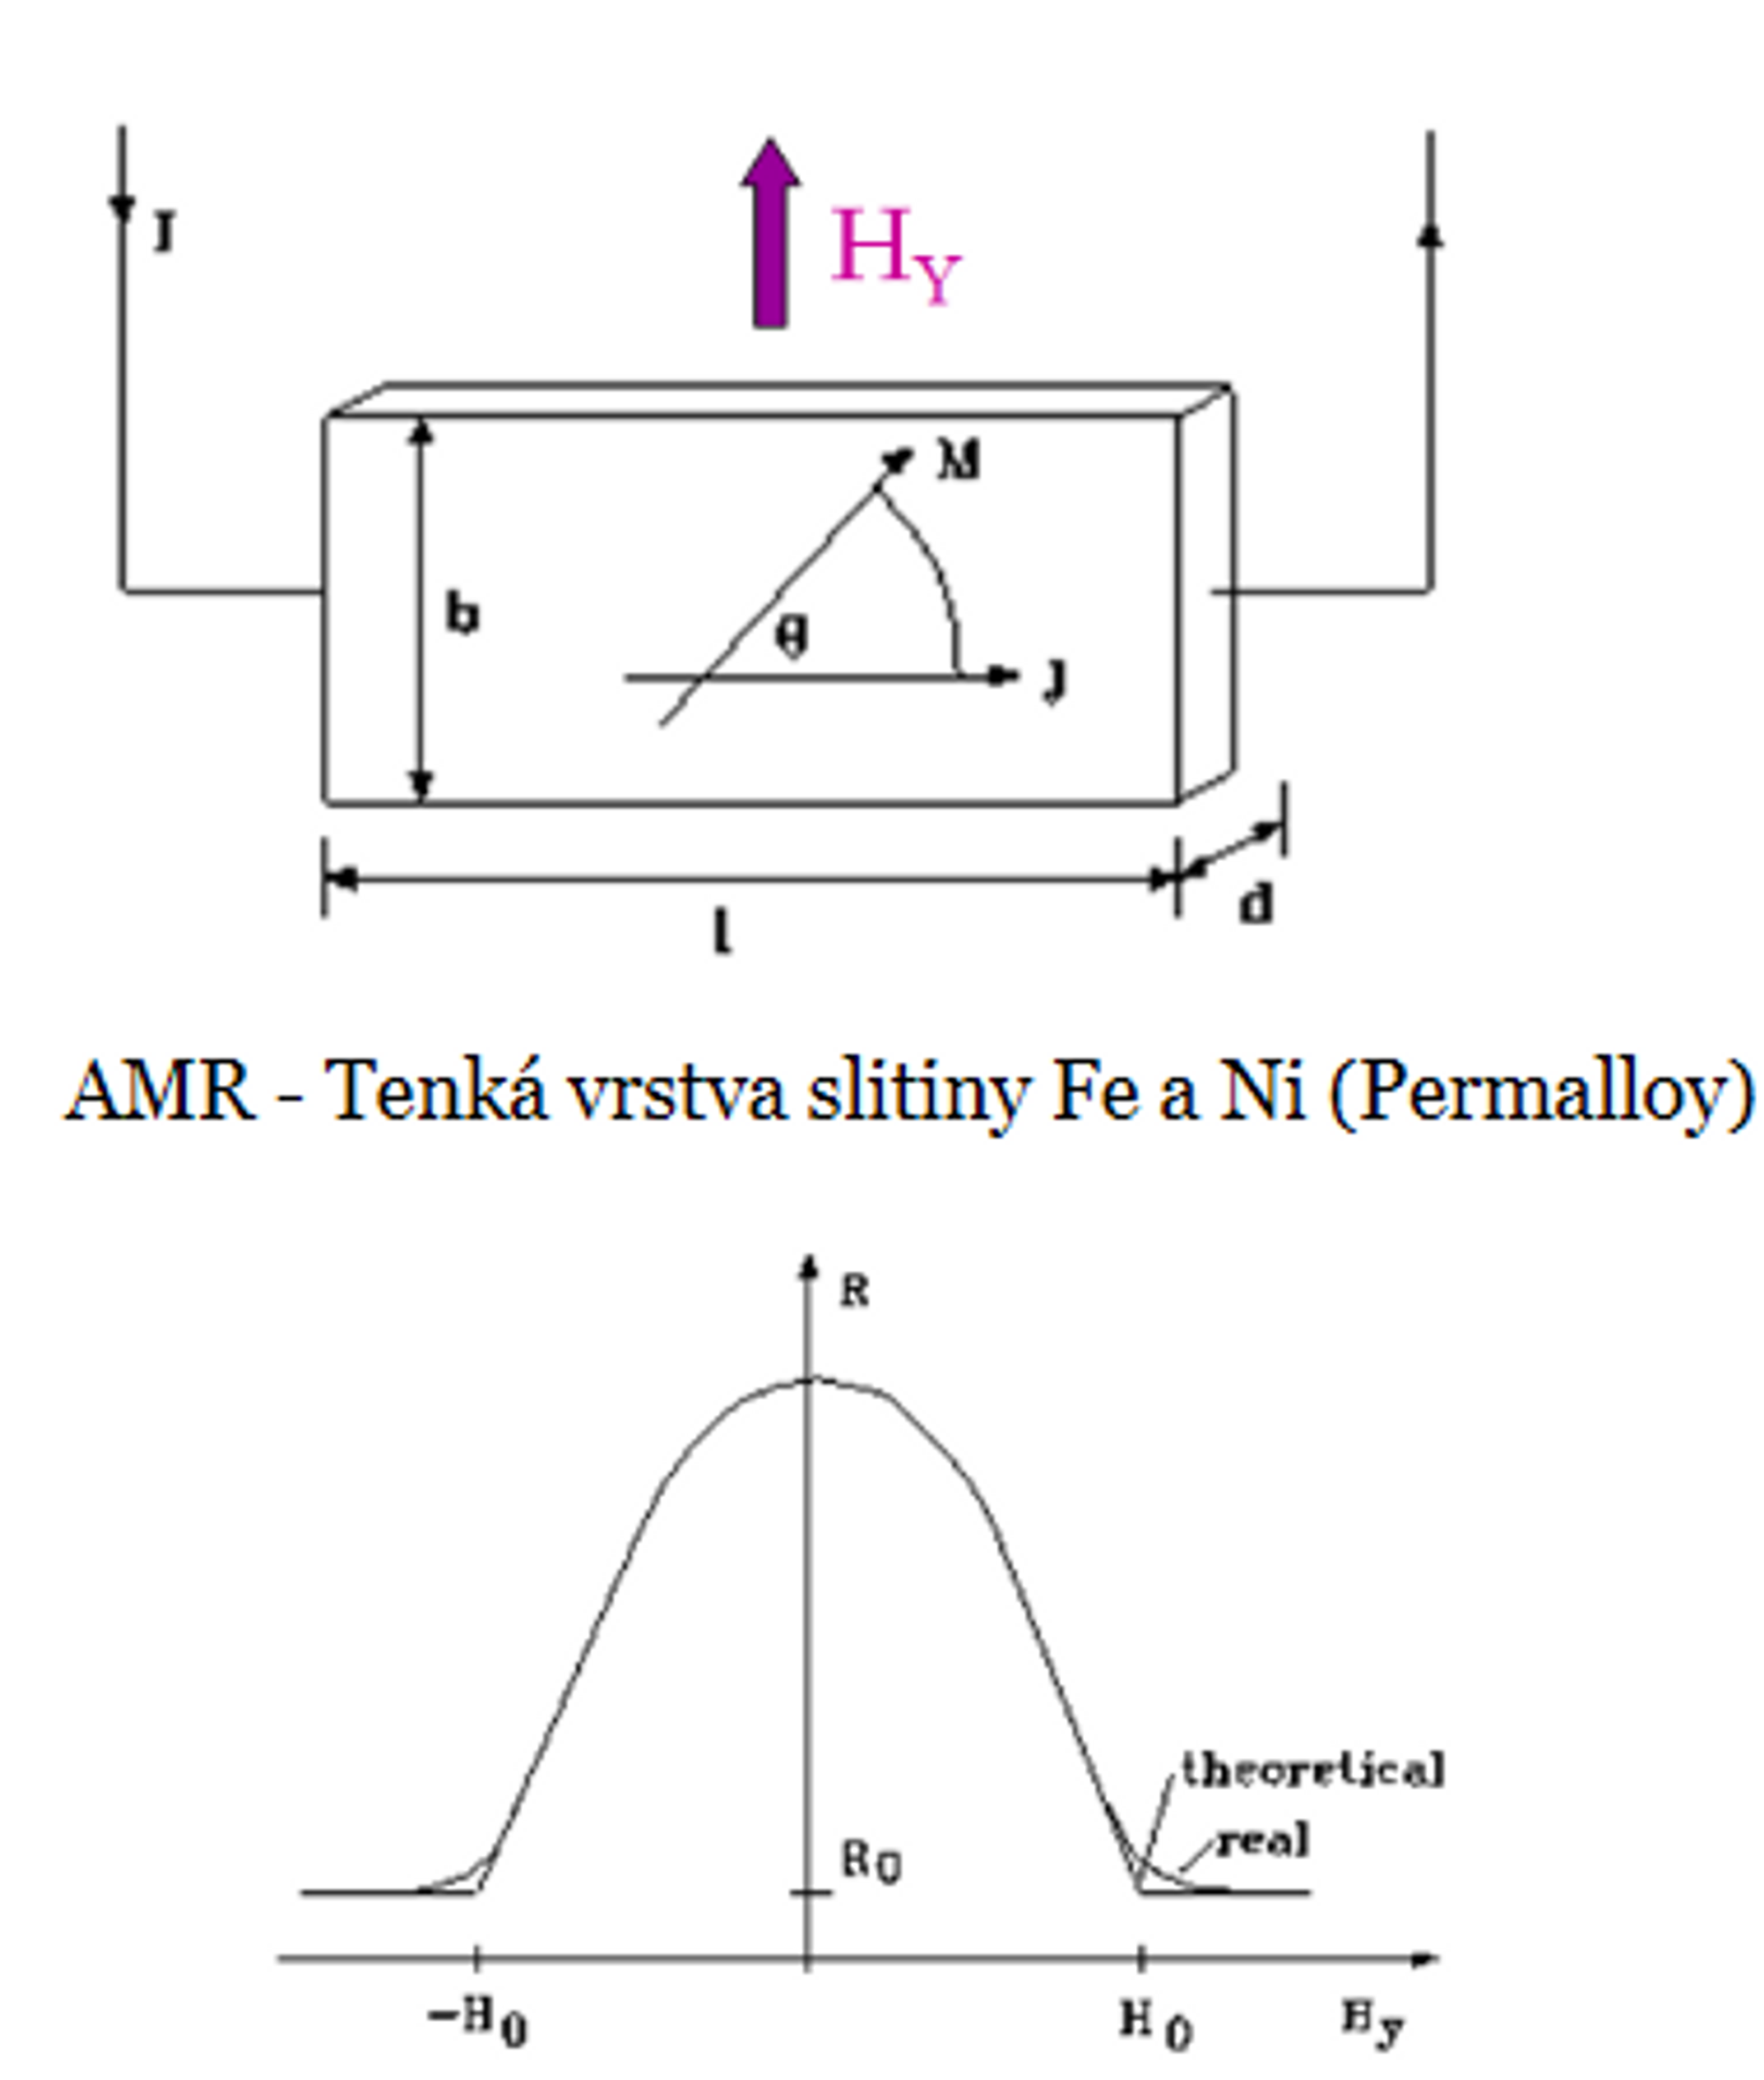 I
H_Y
M
b
θ
J
l
d
AMR - Tenká vrstva slitiny Fe a Ni (Permalloy)
R
theoretical
R_0
real
-H_0
H_0
H_y